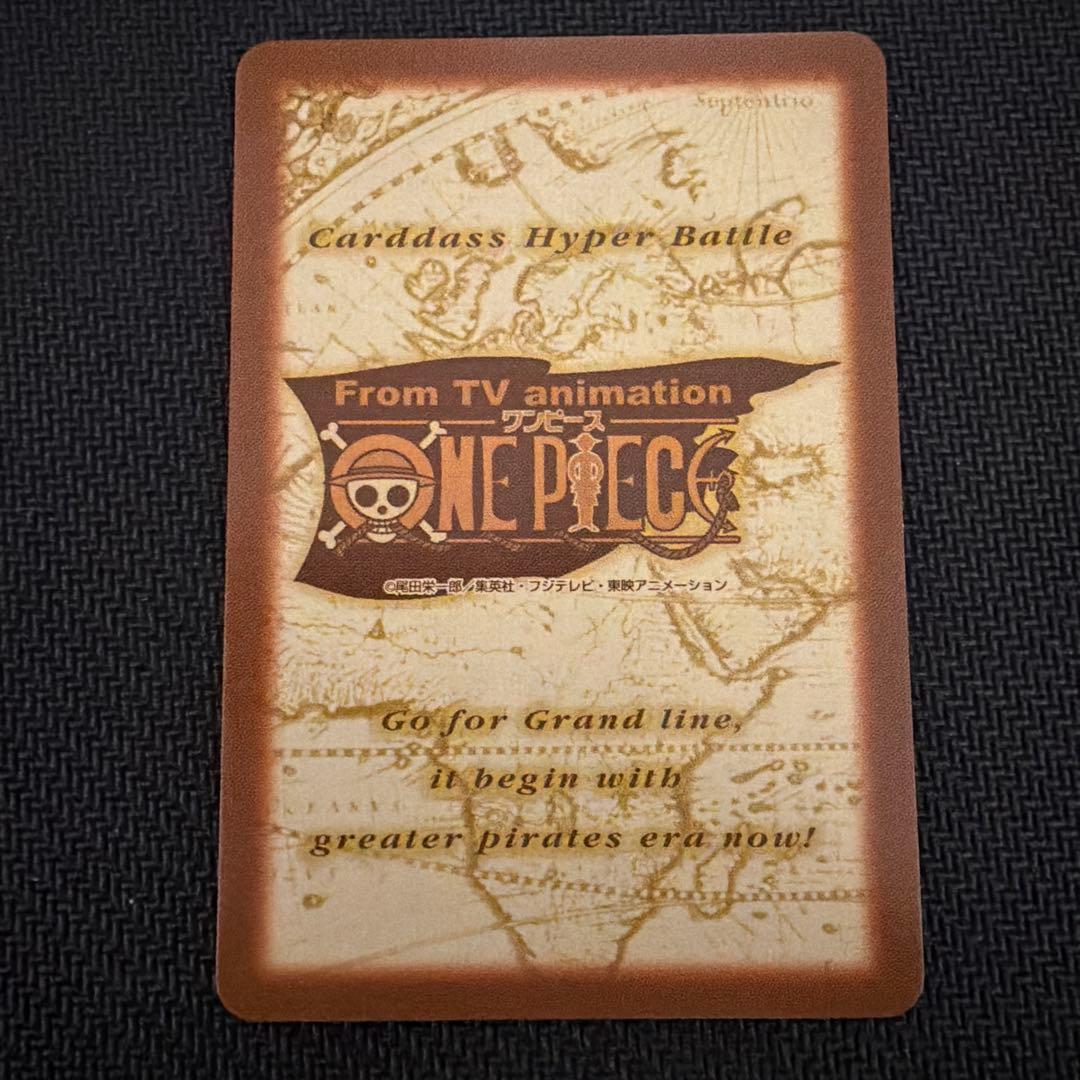 Septentrio
Carddass Hyper Battle
From TV animation
ワンピース
ONE PIECE
©尾田栄一郎／集英社・フジテレビ・東映アニメーション
Go for Grand line,
it begin with
greater pirates era now!